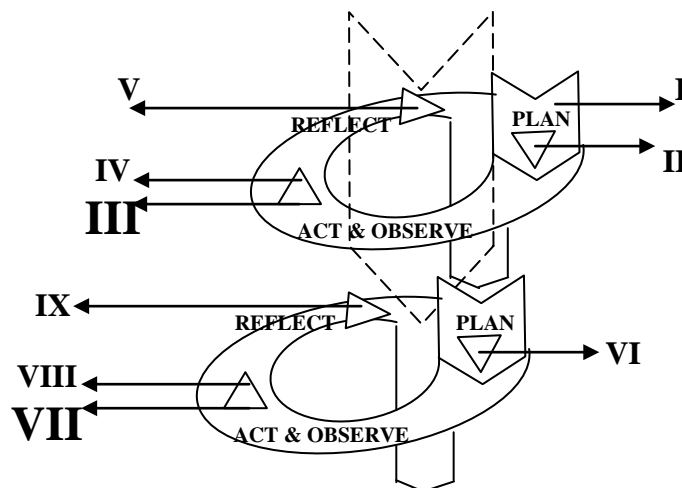 V
I
REFLECT
PLAN
IV
II
III
ACT & OBSERVE
IX
REFLECT
PLAN
VI
VIII
VII
ACT & OBSERVE